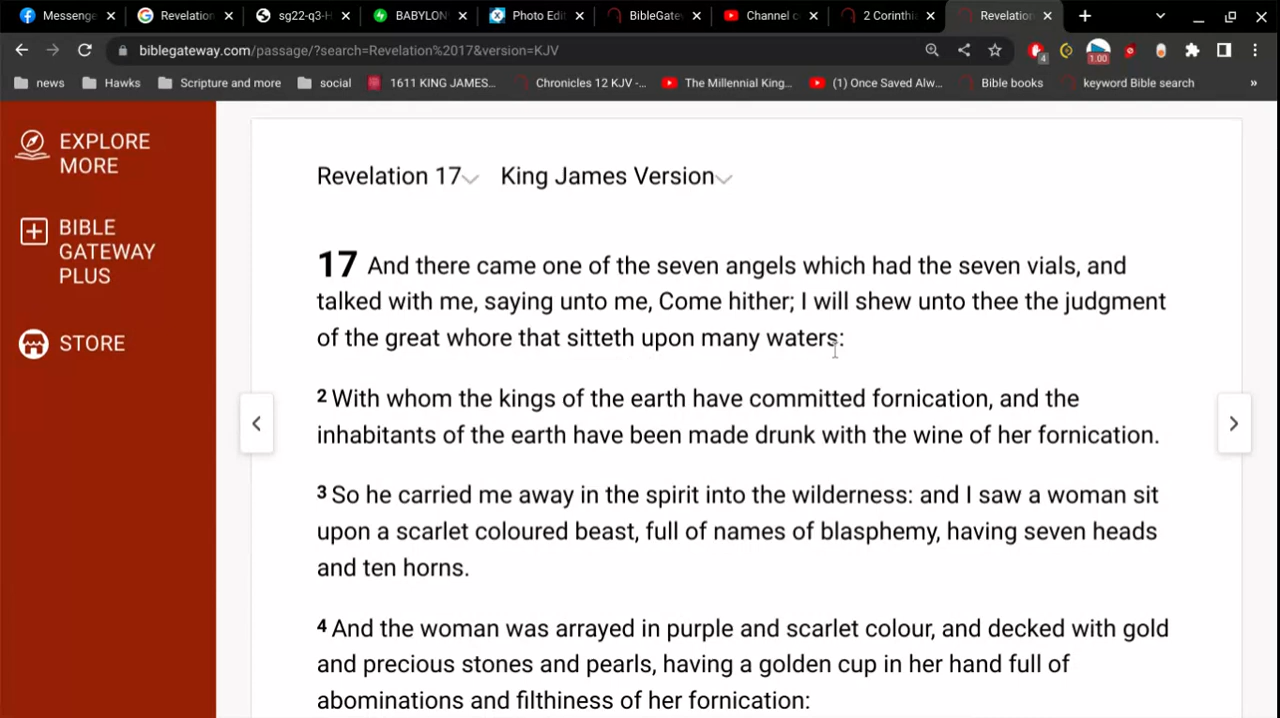 Messenge
Revelation
sg22-q3-H
BABYLON
Photo Edi
BibleGate
Channel c
2 Corinthi
Revelation
biblegateway.com/passage/?search=Revelation%2017&version=KJV
4
1.00
news
Hawks
Scripture and more
social
1611 KING JAMES...
Chronicles 12 KJV -...
The Millennial King...
(1) Once Saved Alw...
Bible books
keyword Bible search
»
EXPLORE
MORE
BIBLE
GATEWAY
PLUS
STORE
Revelation 17 King James Version
17 And there came one of the seven angels which had the seven vials, and
talked with me, saying unto me, Come hither; I will shew unto thee the judgment
of the great whore that sitteth upon many waters:
2 With whom the kings of the earth have committed fornication, and the
inhabitants of the earth have been made drunk with the wine of her fornication.
3 So he carried me away in the spirit into the wilderness: and I saw a woman sit
upon a scarlet coloured beast, full of names of blasphemy, having seven heads
and ten horns.
4 And the woman was arrayed in purple and scarlet colour, and decked with gold
and precious stones and pearls, having a golden cup in her hand full of
abominations and filthiness of her fornication: